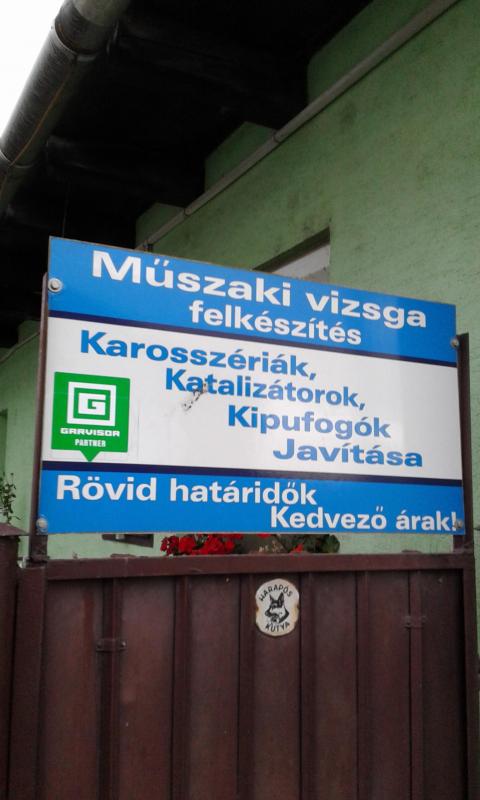 Műszaki vizsga
felkészítés
Karosszériák,
Katalizátorok,
Kipufogók
Javítása
G
GARVISOR
PARTNER
Rövid határidők
Kedvező árak!
HARAPÓS
KUTYA